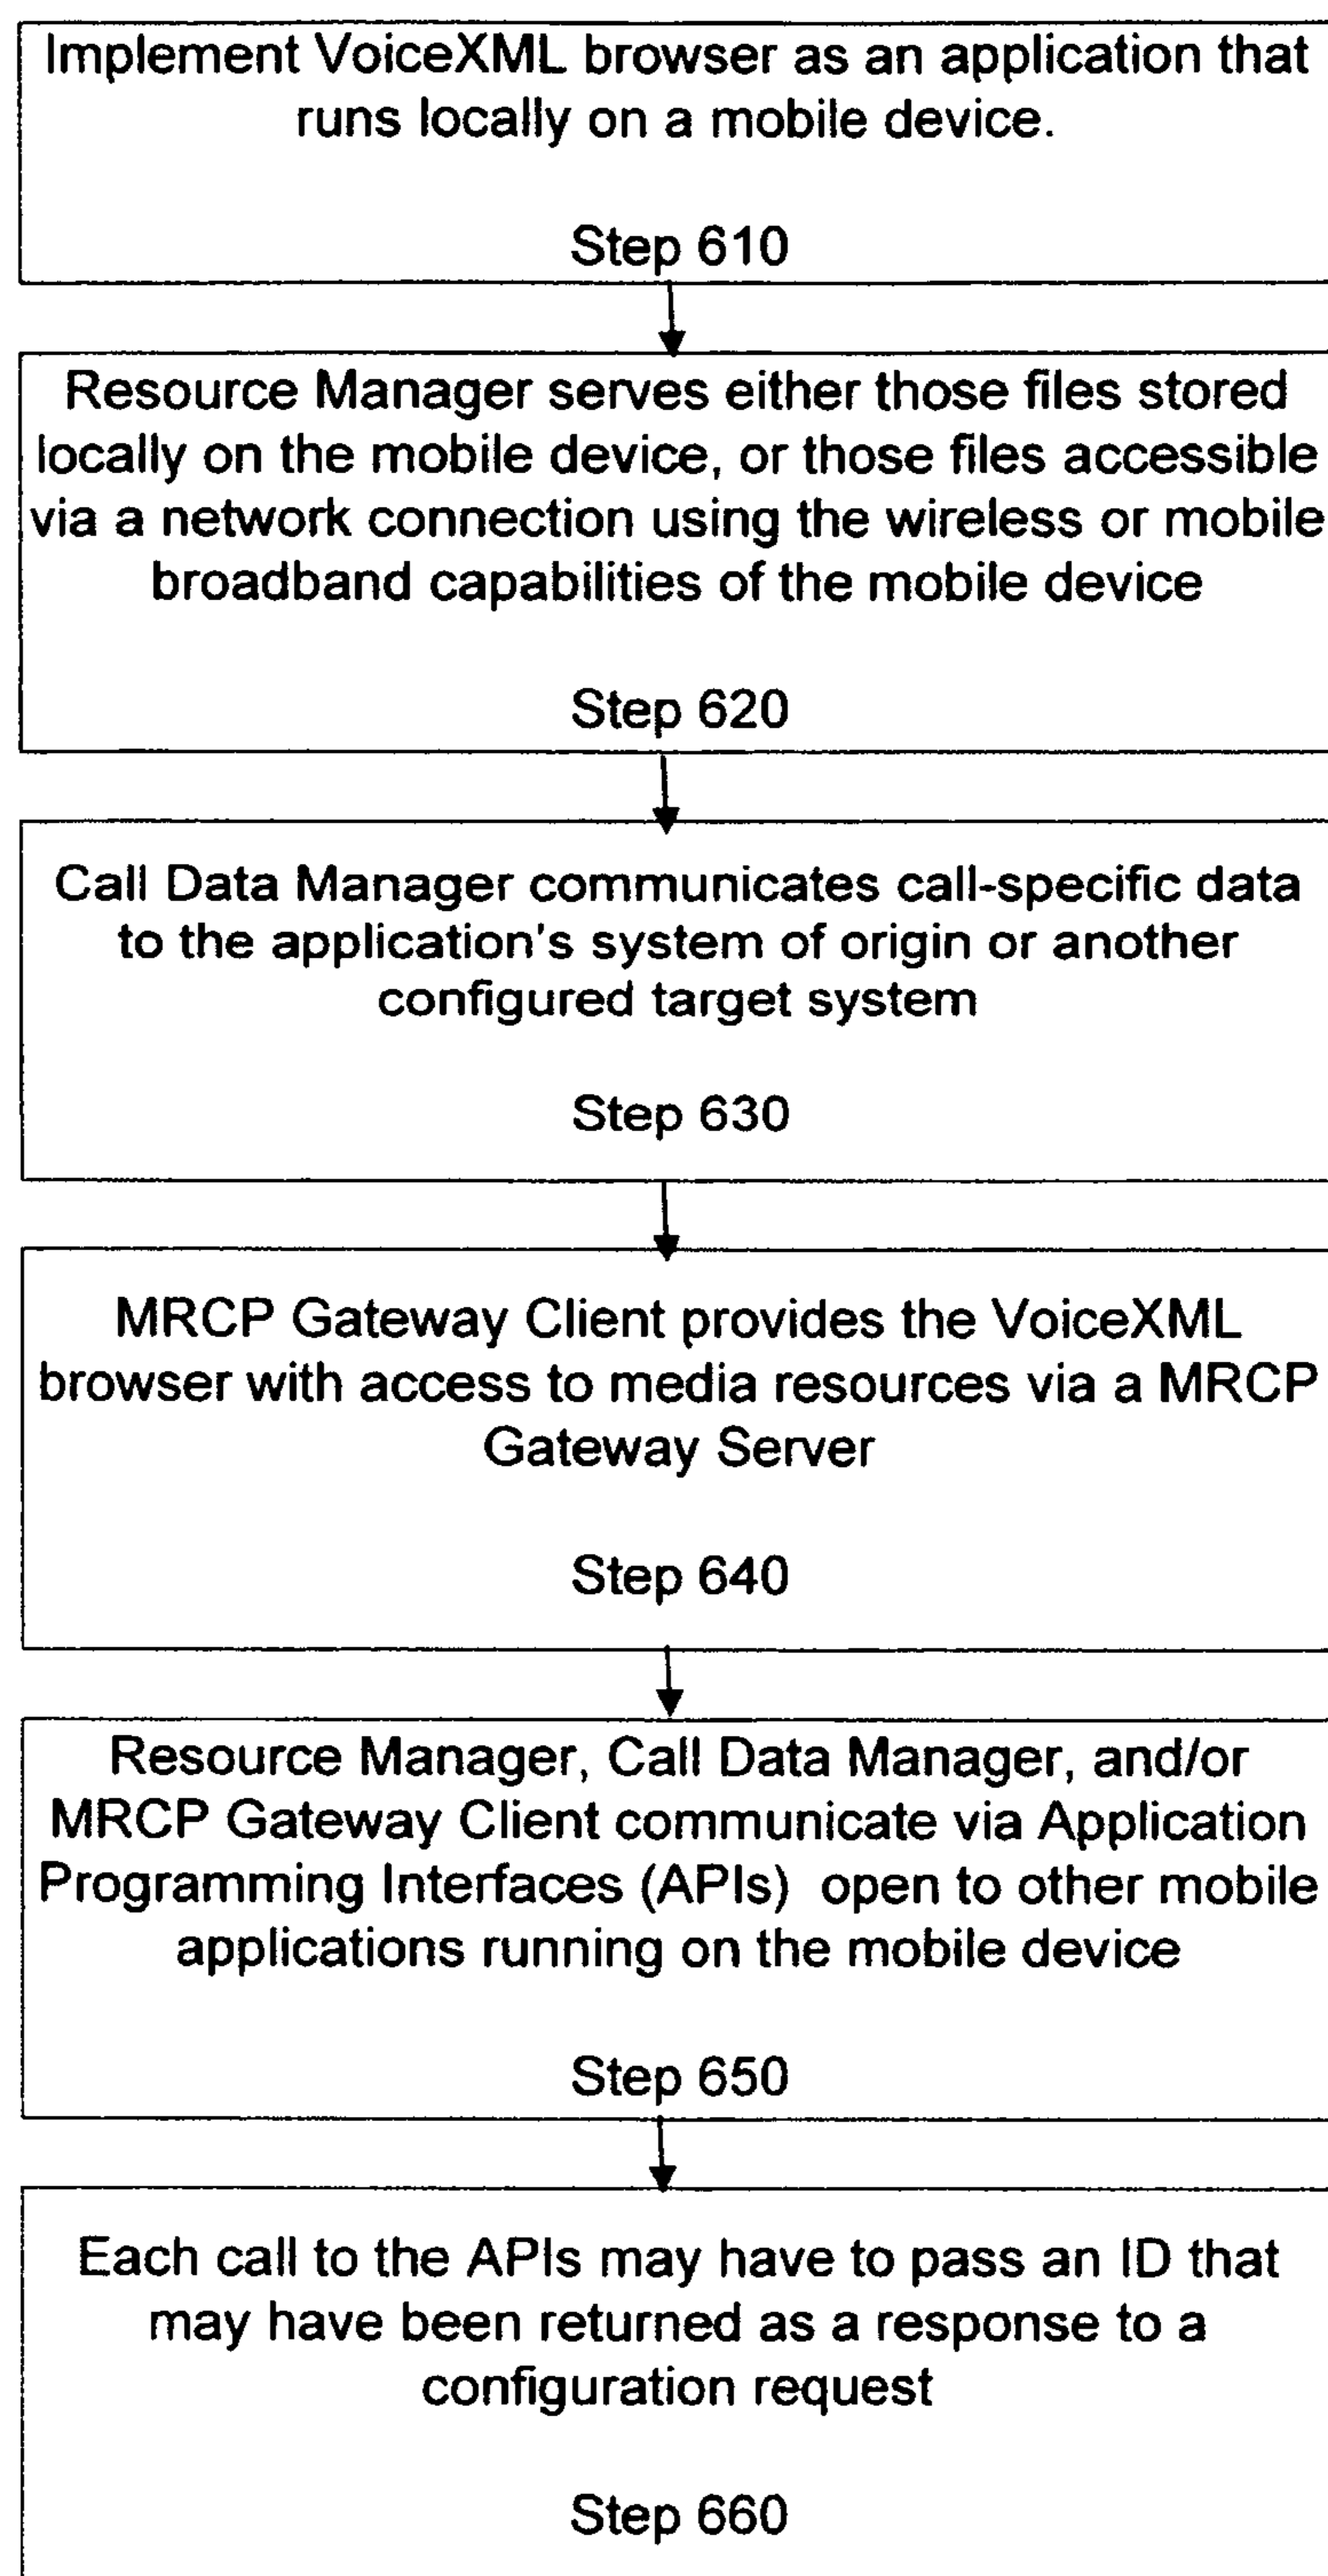 Implement VoiceXML browser as an application that
runs locally on a mobile device.
Step 610
Resource Manager serves either those files stored
locally on the mobile device, or those files accessible
via a network connection using the wireless or mobile
broadband capabilities of the mobile device
Step 620
Call Data Manager communicates call-specific data
to the application's system of origin or another
configured target system
Step 630
MRCP Gateway Client provides the VoiceXML
browser with access to media resources via a MRCP
Gateway Server
Step 640
Resource Manager, Call Data Manager, and/or
MRCP Gateway Client communicate via Application
Programming Interfaces (APIs) open to other mobile
applications running on the mobile device
Step 650
Each call to the APIs may have to pass an ID that
may have been returned as a response to a
configuration request
Step 660